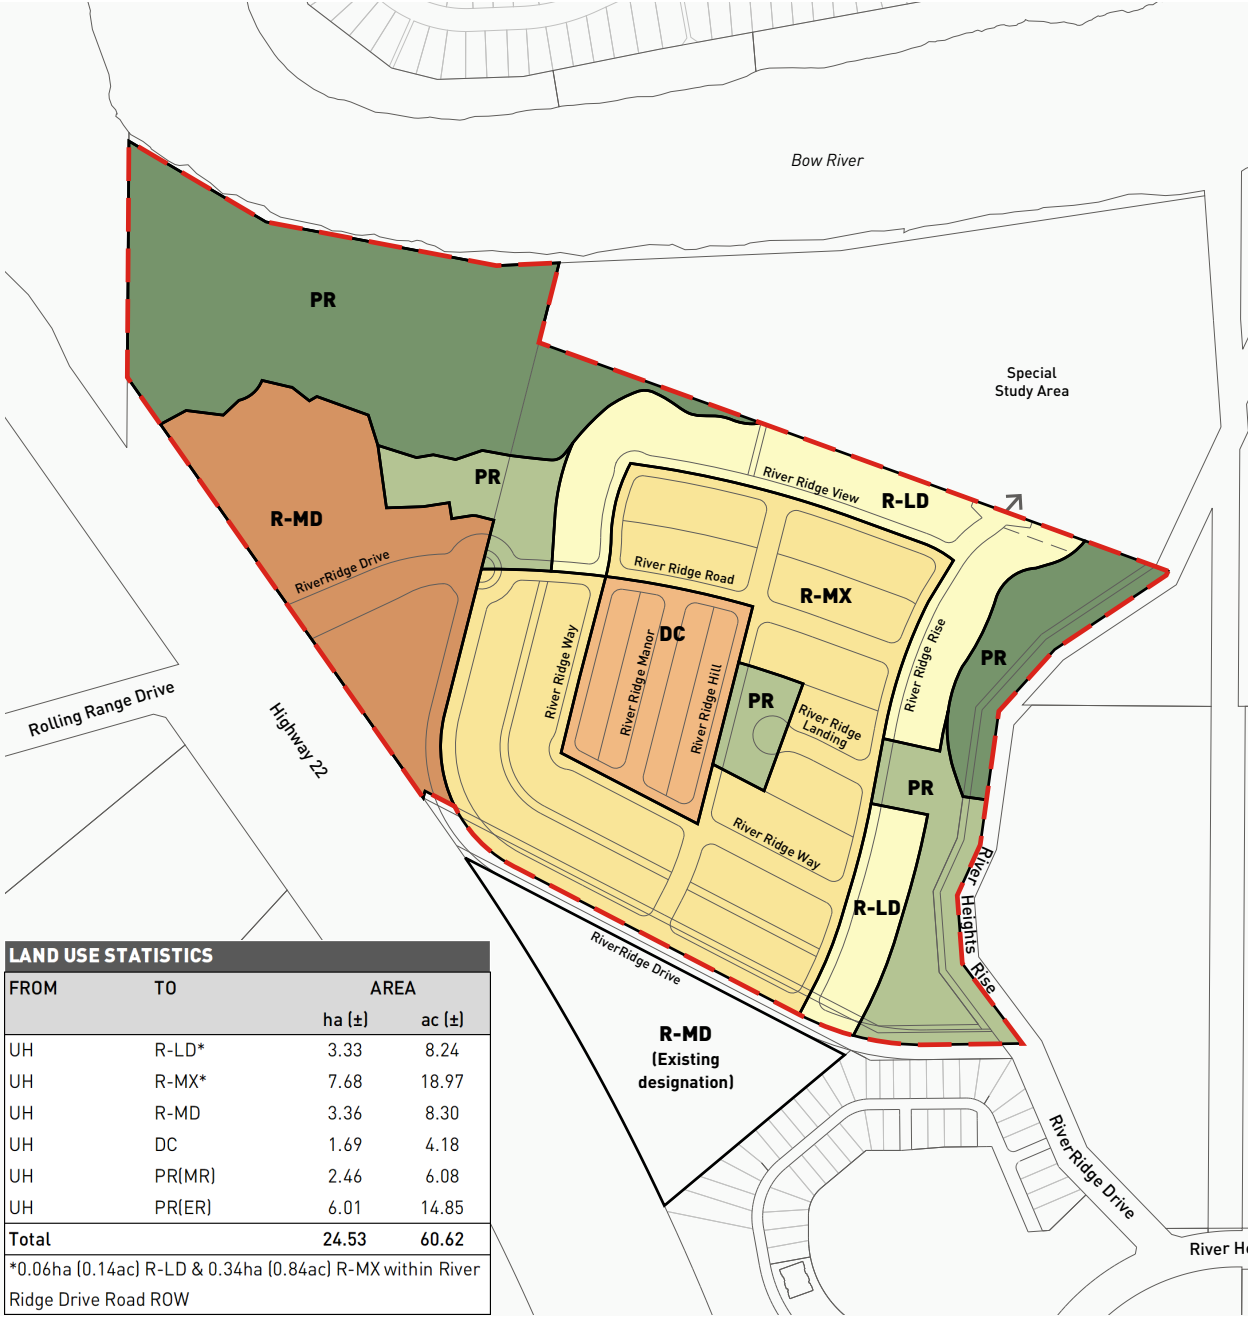 Bow River
PR
Special
Study Area
PR
River Ridge View
R-LD
R-MD
RiverRidge Drive
River Ridge Road
R-MX
DC
PR
River Ridge Way
River Ridge Manor
River Ridge Hill
River Ridge Rise
PR
River Ridge
Landing
Rolling Range Drive
Highway 22
PR
River Ridge Way
River Heights Rise
R-LD
RiverRidge Drive
R-MD
(Existing
designation)
RiverRidge Drive
River He
LAND USE STATISTICS
FROM TO AREA
ha (±) ac (±)
UH R-LD* 3.33 8.24
UH R-MX* 7.68 18.97
UH R-MD 3.36 8.30
UH DC 1.69 4.18
UH PR(MR) 2.46 6.08
UH PR(ER) 6.01 14.85
Total 24.53 60.62
*0.06ha (0.14ac) R-LD & 0.34ha (0.84ac) R-MX within River
Ridge Drive Road ROW